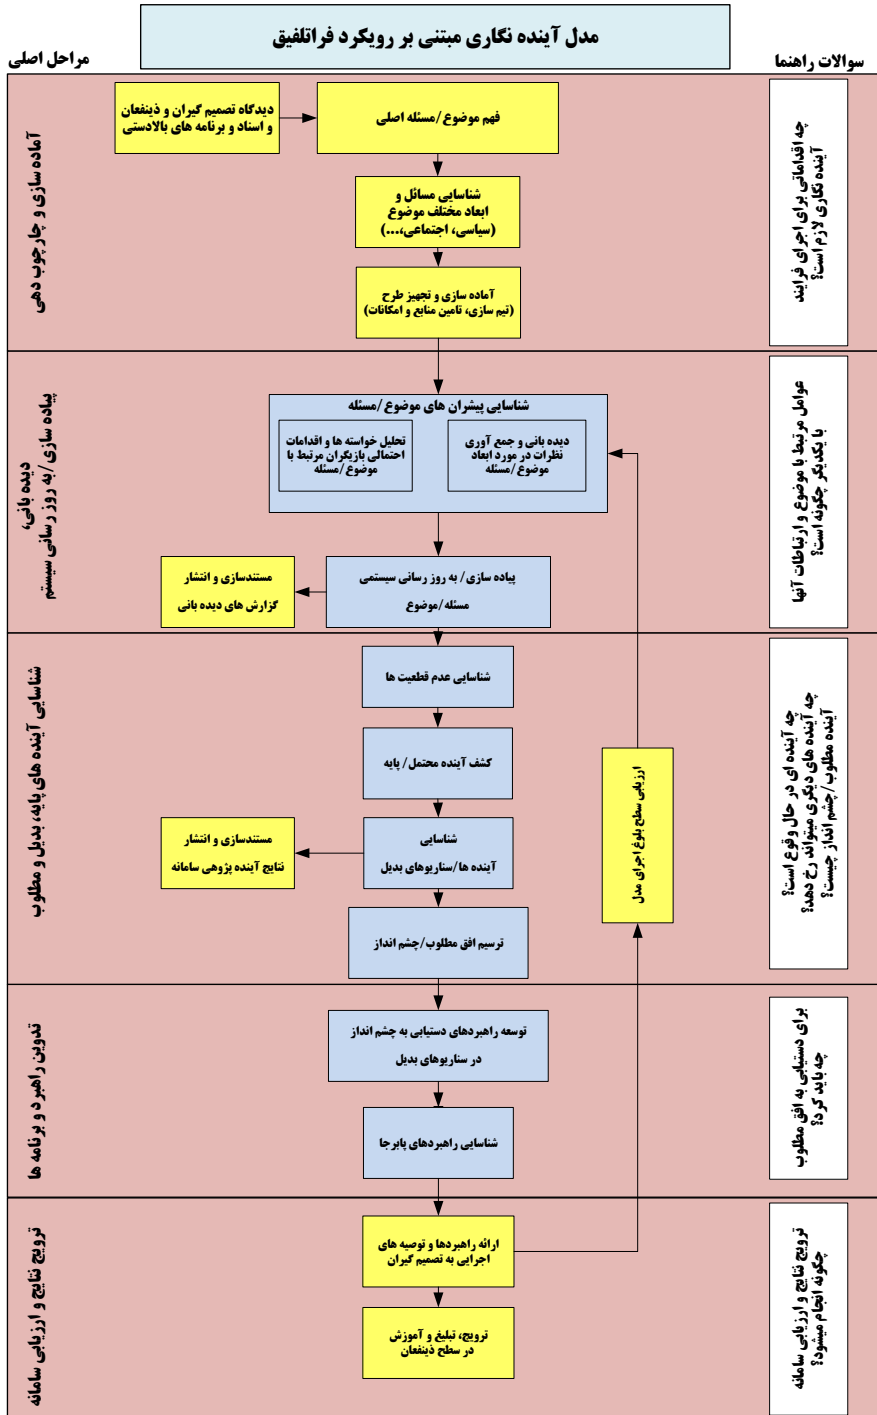 مدل آینده نگاری مبتنی بر رویکرد فراتلفیق
سوالات راهنما
مراحل اصلی
چه اقداماتی برای اجرای فرایند
آینده نگاری لازم است؟
فهم موضوع/مسئله اصلی
دیدگاه تصمیم گیران و ذینفعان
و اسناد و برنامه های بالادستی
شناسایی مسائل و
ابعاد مختلف موضوع
(سیاسی، اجتماعی،...)
آماده سازی و تجهیز طرح
(تیم سازی، تامین منابع و امکانات)
آماده سازی و چارچوب دهی
عوامل مرتبط با موضوع و ارتباطات آنها
با یکدیگر چگونه است؟
شناسایی پیشران های موضوع/مسئله
دیده بانی و جمع آوری
نظرات در مورد ابعاد
موضوع/مسئله
تحلیل خواسته ها و اقدامات
احتمالی بازیگران مرتبط با
موضوع/مسئله
پیاده سازی/ به روز رسانی سیستمی
مسئله/موضوع
مستندسازی و انتشار
گزارش های دیده بانی
دیده بانی،
پیاده سازی/به روز رسانی سیستم
چه آینده ای در حال وقوع است؟
چه آینده های دیگری میتواند رخ دهد؟
آینده مطلوب/چشم انداز چیست؟
ارزیابی سطح بلوغ اجرای مدل
شناسایی عدم قطعیت ها
کشف آینده محتمل/ پایه
شناسایی
آینده ها/سناریوهای بدیل
مستندسازی و انتشار
نتایج آینده پژوهی سامانه
ترسیم افق مطلوب/چشم انداز
شناسایی آینده های پایه، بدیل و مطلوب
برای دستیابی به افق مطلوب
چه باید کرد؟
توسعه راهبردهای دستیابی به چشم انداز
در سناریوهای بدیل
شناسایی راهبردهای پابرجا
تدوین راهبرد و برنامه ها
ترویج نتایج و ارزیابی سامانه
چگونه انجام میشود؟
ارائه راهبردها و توصیه های
اجرایی به تصمیم گیران
ترویج، تبلیغ و آموزش
در سطح ذینفعان
ترویج نتایج و ارزیابی سامانه